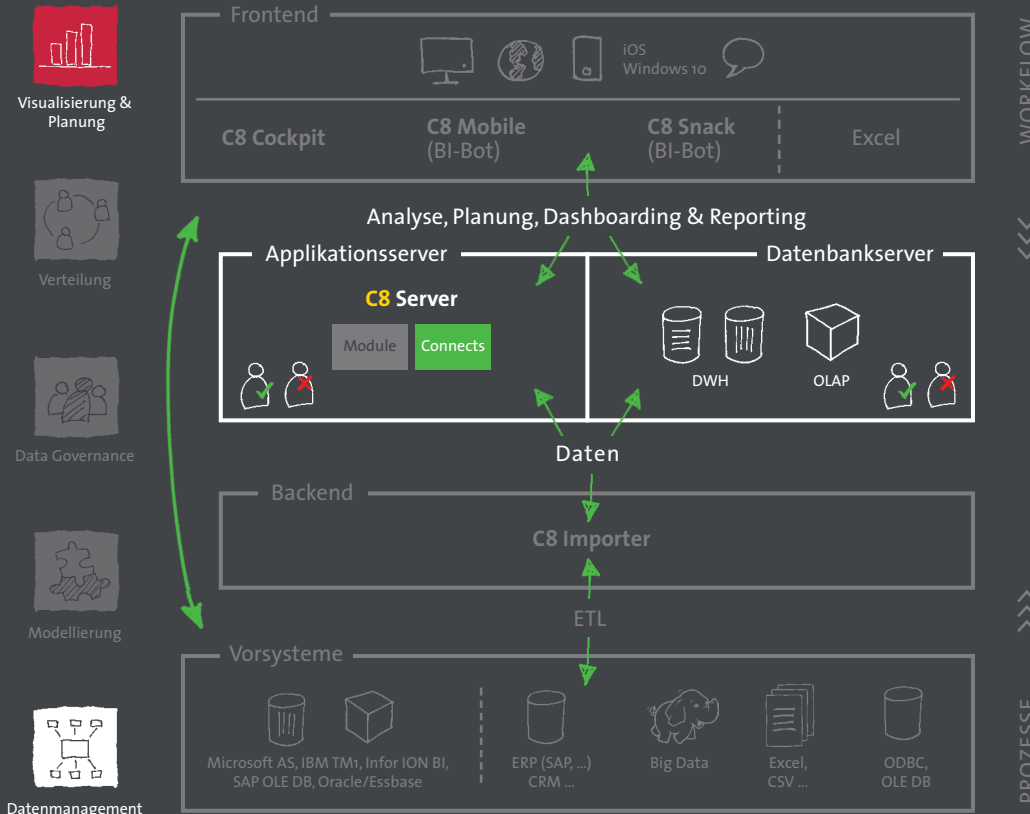 Frontend
iOS
Windows 10
C8 Cockpit
C8 Mobile
(BI-Bot)
C8 Snack
(BI-Bot)
Excel
Visualisierung &
Planung
Verteilung
Data Governance
Modellierung
Datenmanagement
Analyse, Planung, Dashboarding & Reporting
Applikationsserver
Datenbankserver
C8 Server
Module
Connects
DWH
OLAP
Daten
Backend
C8 Importer
ETL
Vorsysteme
Microsoft AS, IBM TM1, Infor ION BI,
SAP OLE DB, Oracle/Essbase
ERP (SAP, ...)
CRM ...
Big Data
Excel,
CSV ...
ODBC,
OLE DB
WORKFLOW
PROZESSE